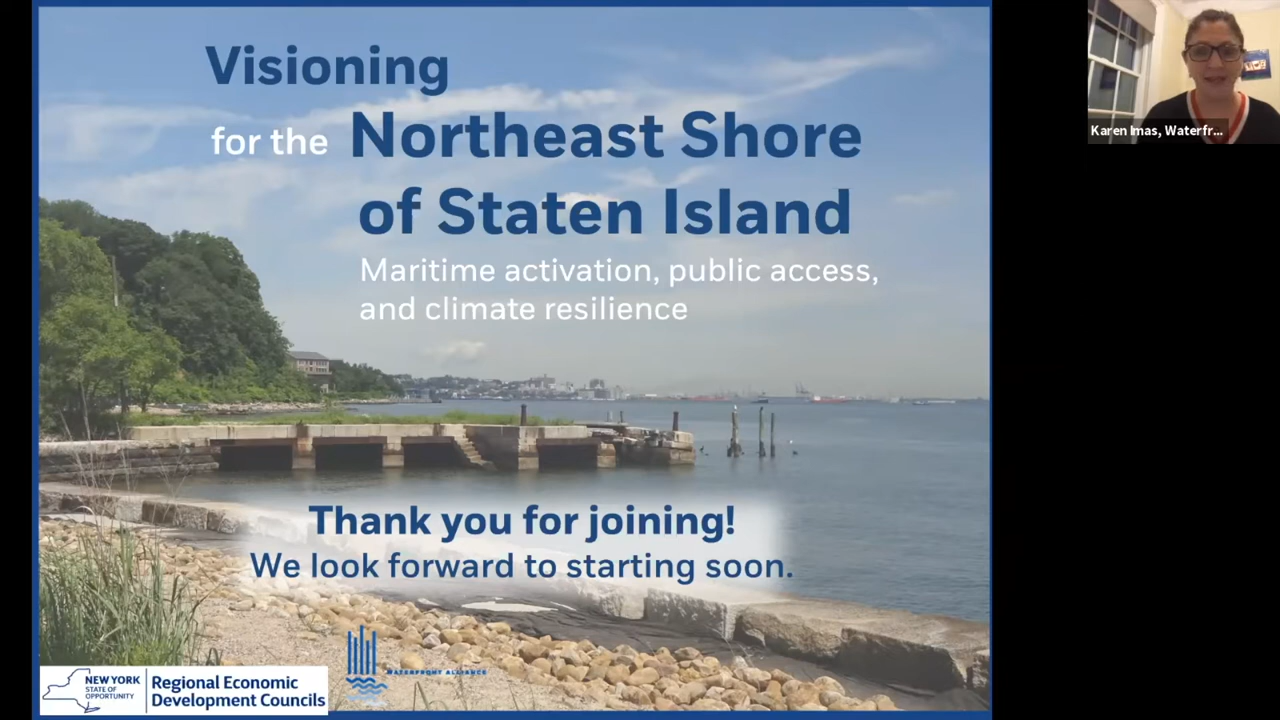 Visioning
for the Northeast Shore
of Staten Island
Maritime activation, public access,
and climate resilience
Thank you for joining!
We look forward to starting soon.
NEW YORK
STATE OF
OPPORTUNITY
Regional Economic
Development Councils
WATERFRONT ALLIANCE
Karen Imas, Waterfr...